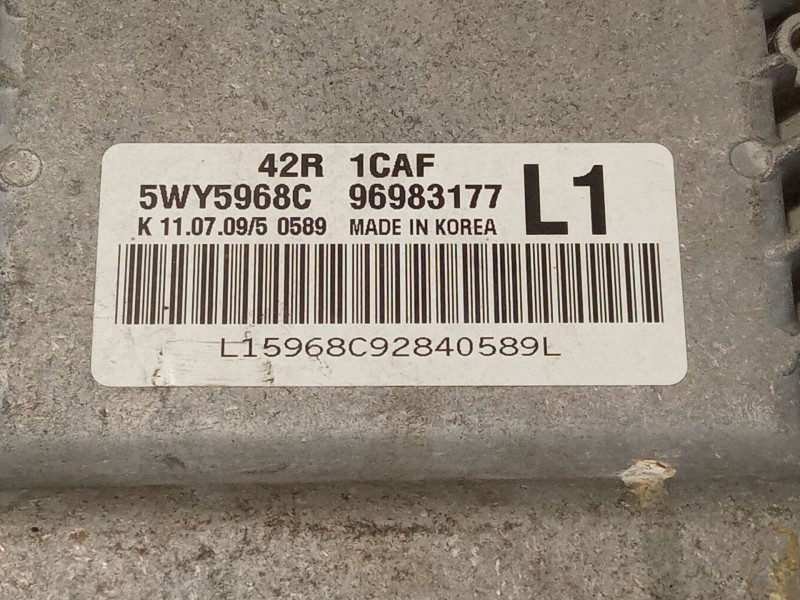 42R 1CAF
5WY5968C 96983177 L1
K 11.07.09/5 0589 MADE IN KOREA
L15968C92840589L